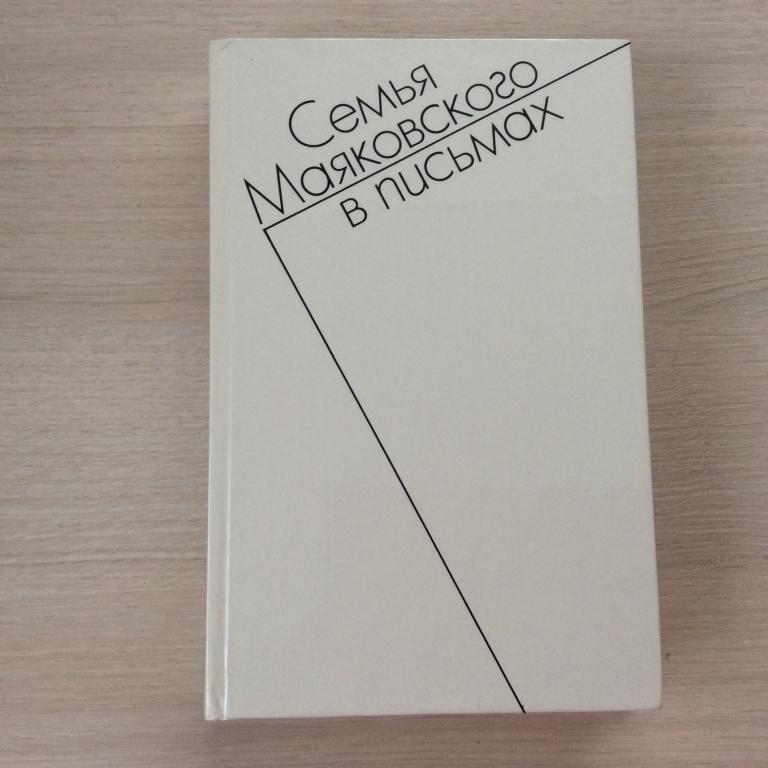 Семья
Маяковского
в письмах